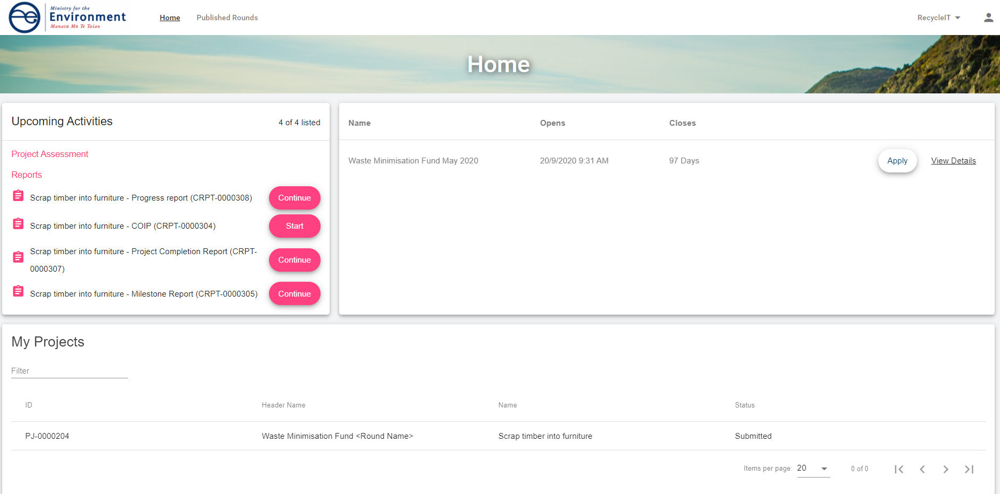 Ministry for the
Environment
Manatū Mō Te Taiao
Home
Published Rounds
RecycleIT
Home
Upcoming Activities
4 of 4 listed
Project Assessment
Reports
Scrap timber into furniture - Progress report (CRPT-0000308)
Continue
Scrap timber into furniture - COIP (CRPT-0000304)
Start
Scrap timber into furniture - Project Completion Report (CRPT-
0000307)
Continue
Scrap timber into furniture - Milestone Report (CRPT-0000305)
Continue
Name Opens Closes
Waste Minimisation Fund May 2020 20/9/2020 9:31 AM 97 Days Apply View Details
My Projects
Filter
ID Header Name Name Status
PJ-0000204 Waste Minimisation Fund <Round Name> Scrap timber into furniture Submitted
Items per page: 20 0 of 0